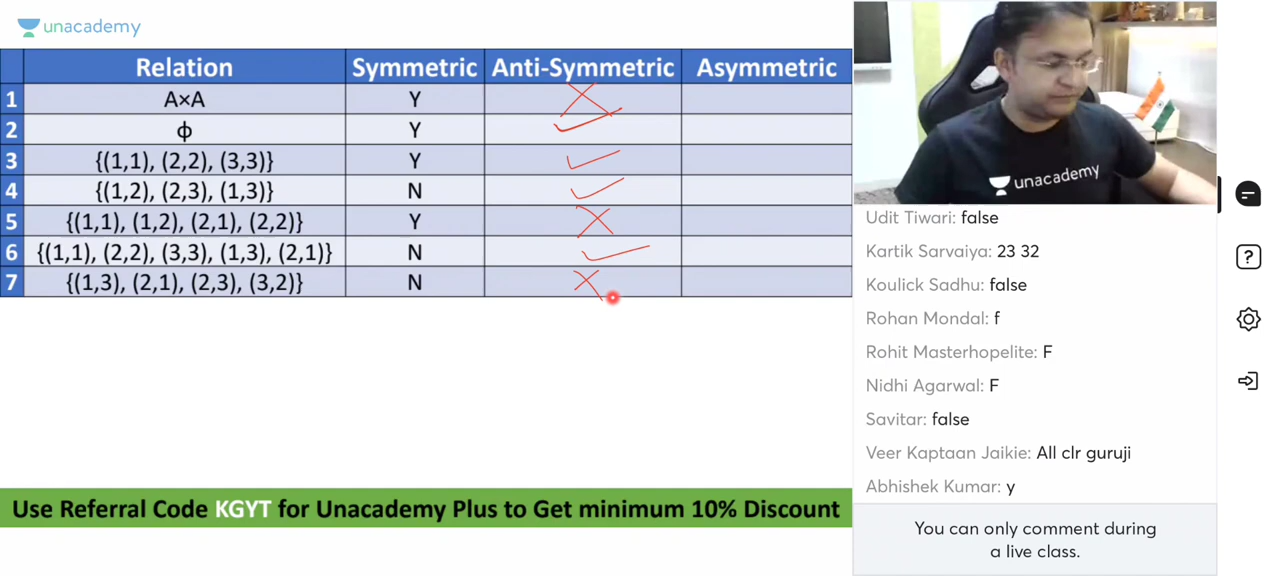 unacademy
Relation Symmetric Anti-Symmetric Asymmetric
1 A×A Y
2 ϕ Y
3 {(1,1), (2,2), (3,3)} Y
4 {(1,2), (2,3), (1,3)} N
5 {(1,1), (1,2), (2,1), (2,2)} Y
6 {(1,1), (2,2), (3,3), (1,3), (2,1)} N
7 {(1,3), (2,1), (2,3), (3,2)} N
Use Referral Code KGYT for Unacademy Plus to Get minimum 10% Discount
unacademy
Udit Tiwari: false
Kartik Sarvaiya: 23 32
Koulick Sadhu: false
Rohan Mondal: f
Rohit Masterhopelite: F
Nidhi Agarwal: F
Savitar: false
Veer Kaptaan Jaikie: All clr guruji
Abhishek Kumar: y
You can only comment during
a live class.
?